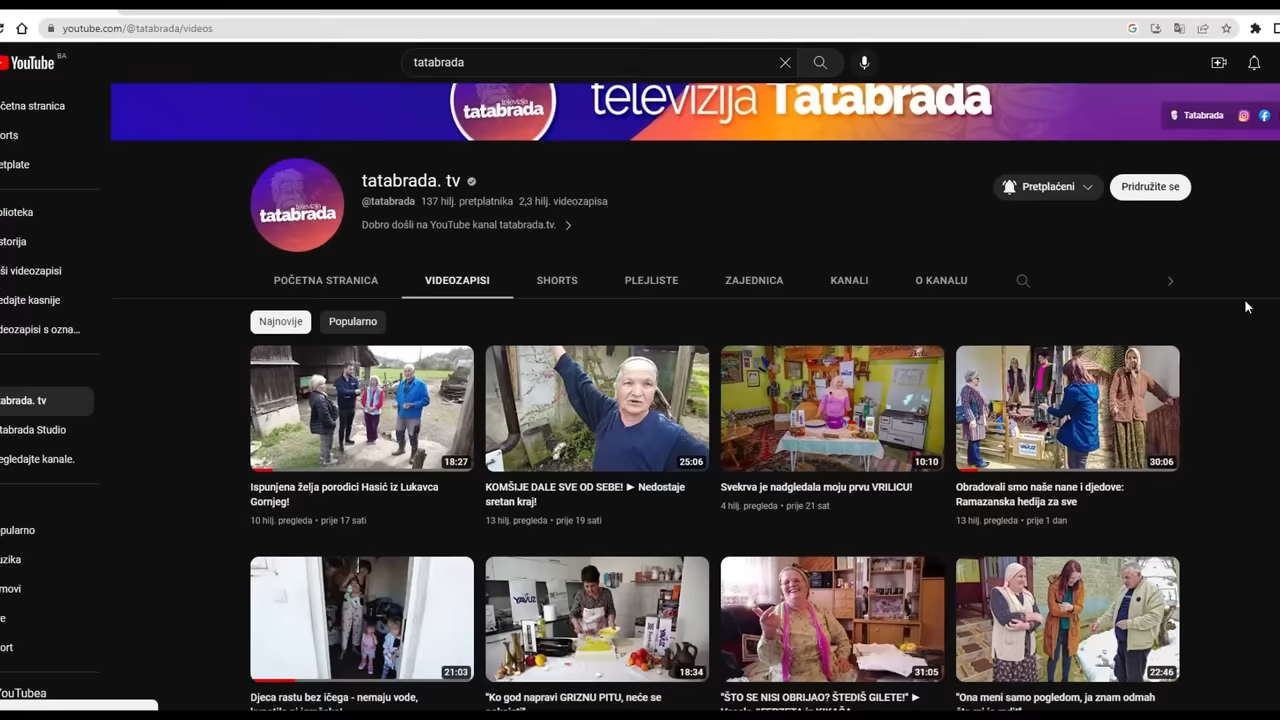 youtube.com/@tatabrada/videos
YouTube BA
tatabrada
televizija
tatabrada
televizija Tatabrada
Tatabrada
četna stranica
orts
etplate
blioteka
storija
ši videozapisi
edajte kasnije
deozapisi s ozna...
abrada. tv
tabrada Studio
egledajte kanale.
opularno
uzika
movi
e
ort
YouTubea
televizija
tatabrada
tatabrada. tv
@tatabrada 137 hilj. pretplatnika 2,3 hilj. videozapisa
Dobro došli na YouTube kanal tatabrada.tv.
Pretplaćeni
Pridružite se
POČETNA STRANICA VIDEOZAPISI SHORTS PLEJLISTE ZAJEDNICA KANALI O KANALU
Najnovije Popularno
18:27
Ispunjena želja porodici Hasić iz Lukavca
Gornjeg!
10 hilj. pregleda • prije 17 sati
25:06
KOMŠIJE DALE SVE OD SEBE! ► Nedostaje
sretan kraj!
13 hilj. pregleda • prije 19 sati
YAVUZ
10:10
Svekrva je nadgledala moju prvu VRILICU!
4 hilj. pregleda • prije 21 sat
YAVUZ
30:06
Obradovali smo naše nane i djedove:
Ramazanska hedija za sve
13 hilj. pregleda • prije 1 dan
21:03
Djeca rastu bez ičega - nemaju vode,
YAVUZ
YAVUZ
18:34
"Ko god napravi GRIZNU PITU, neće se
31:05
"ŠTO SE NISI OBRIJAO? ŠTEDIŠ GILETE!" ►
22:46
"Ona meni samo pogledom, ja znam odmah